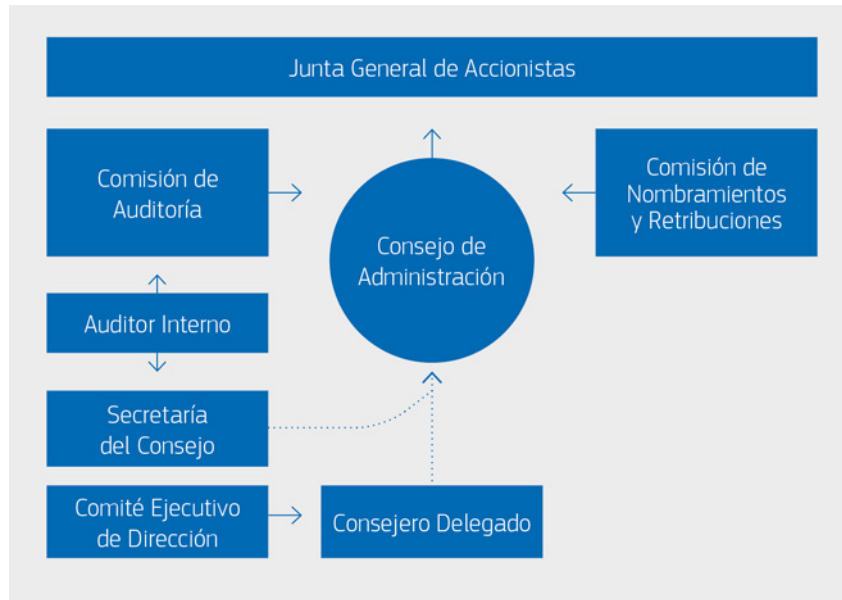 Junta General de Accionistas
Comisión de
Auditoría
Consejo de
Administración
Comisión de
Nombramientos
y Retribuciones
Auditor Interno
Secretaría
del Consejo
Comité Ejecutivo
de Dirección
Consejero Delegado